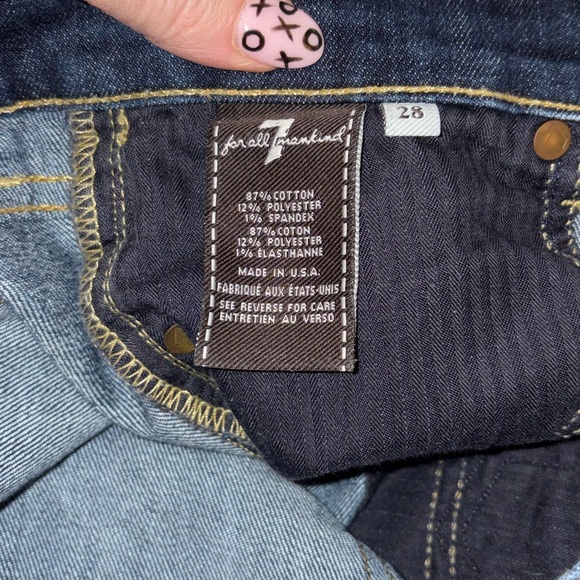 7
for all mankind
28
87% COTTON
12% POLYESTER
1% SPANDEX
87% COTON
12% POLYESTER
1% ÉLASTHANNE
MADE IN U.S.A.
FABRIQUÉ AUX ÉTATS-UNIS
SEE REVERSE FOR CARE
ENTRETIEN AU VERSO